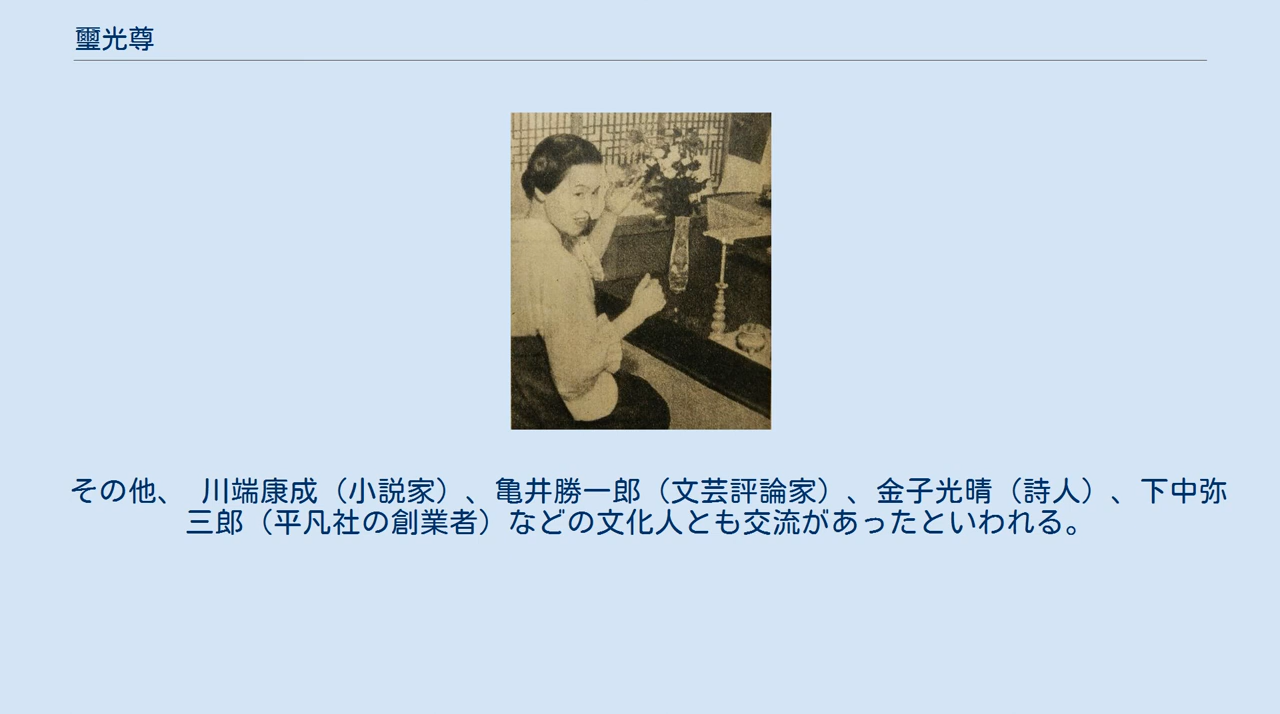 璽光尊
その他、 川端康成（小説家）、亀井勝一郎（文芸評論家）、金子光晴（詩人）、下中弥
三郎（平凡社の創業者）などの文化人とも交流があったといわれる。